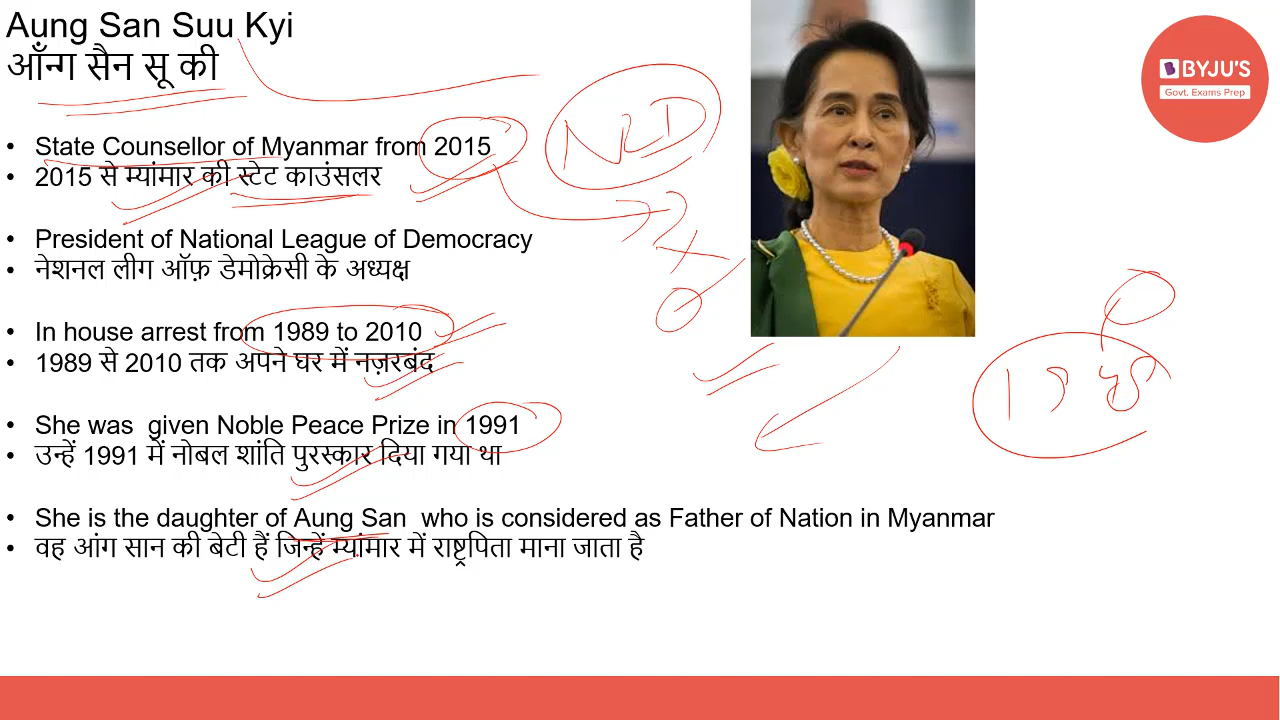 Aung San Suu Kyi
आँन्ग सैन सू की
BYJU'S
Govt. Exams Prep
• State Counsellor of Myanmar from 2015
• 2015 से म्यांमार की स्टेट काउंसलर
NLD
• President of National League of Democracy
• नेशनल लीग ऑफ़ डेमोक्रेसी के अध्यक्ष
• In house arrest from 1989 to 2010
• 1989 से 2010 तक अपने घर में नज़रबंद
• She was given Noble Peace Prize in 1991
• उन्हें 1991 में नोबल शांति पुरस्कार दिया गया था
• She is the daughter of Aung San who is considered as Father of Nation in Myanmar
• वह आंग सान की बेटी हैं जिन्हें म्यांमार में राष्ट्रपिता माना जाता है